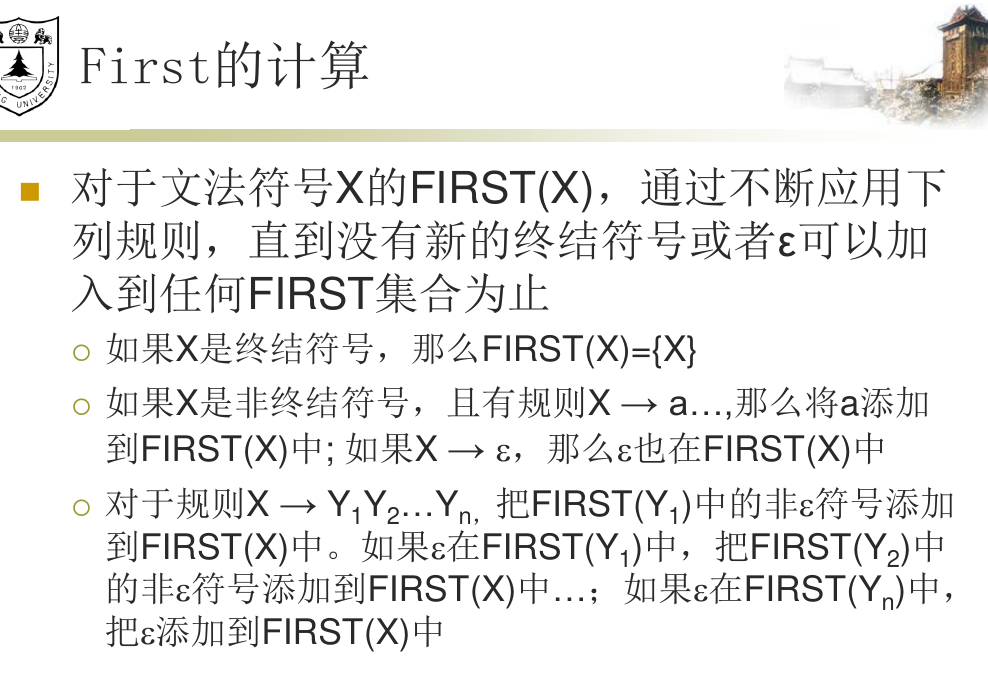 First的计算
1902
UNIVERSITY
对于文法符号X的FIRST(X)，通过不断应用下
列规则，直到没有新的终结符号或者ε可以加
入到任何FIRST集合为止
如果X是终结符号，那么FIRST(X)={X}
如果X是非终结符号，且有规则X → a…,那么将a添加
到FIRST(X)中; 如果X → ε，那么ε也在FIRST(X)中
对于规则X → Y₁Y₂…Yₙ，把FIRST(Y₁)中的非ε符号添加
到FIRST(X)中。如果ε在FIRST(Y₁)中，把FIRST(Y₂)中
的非ε符号添加到FIRST(X)中…；如果ε在FIRST(Yₙ)中，
把ε添加到FIRST(X)中